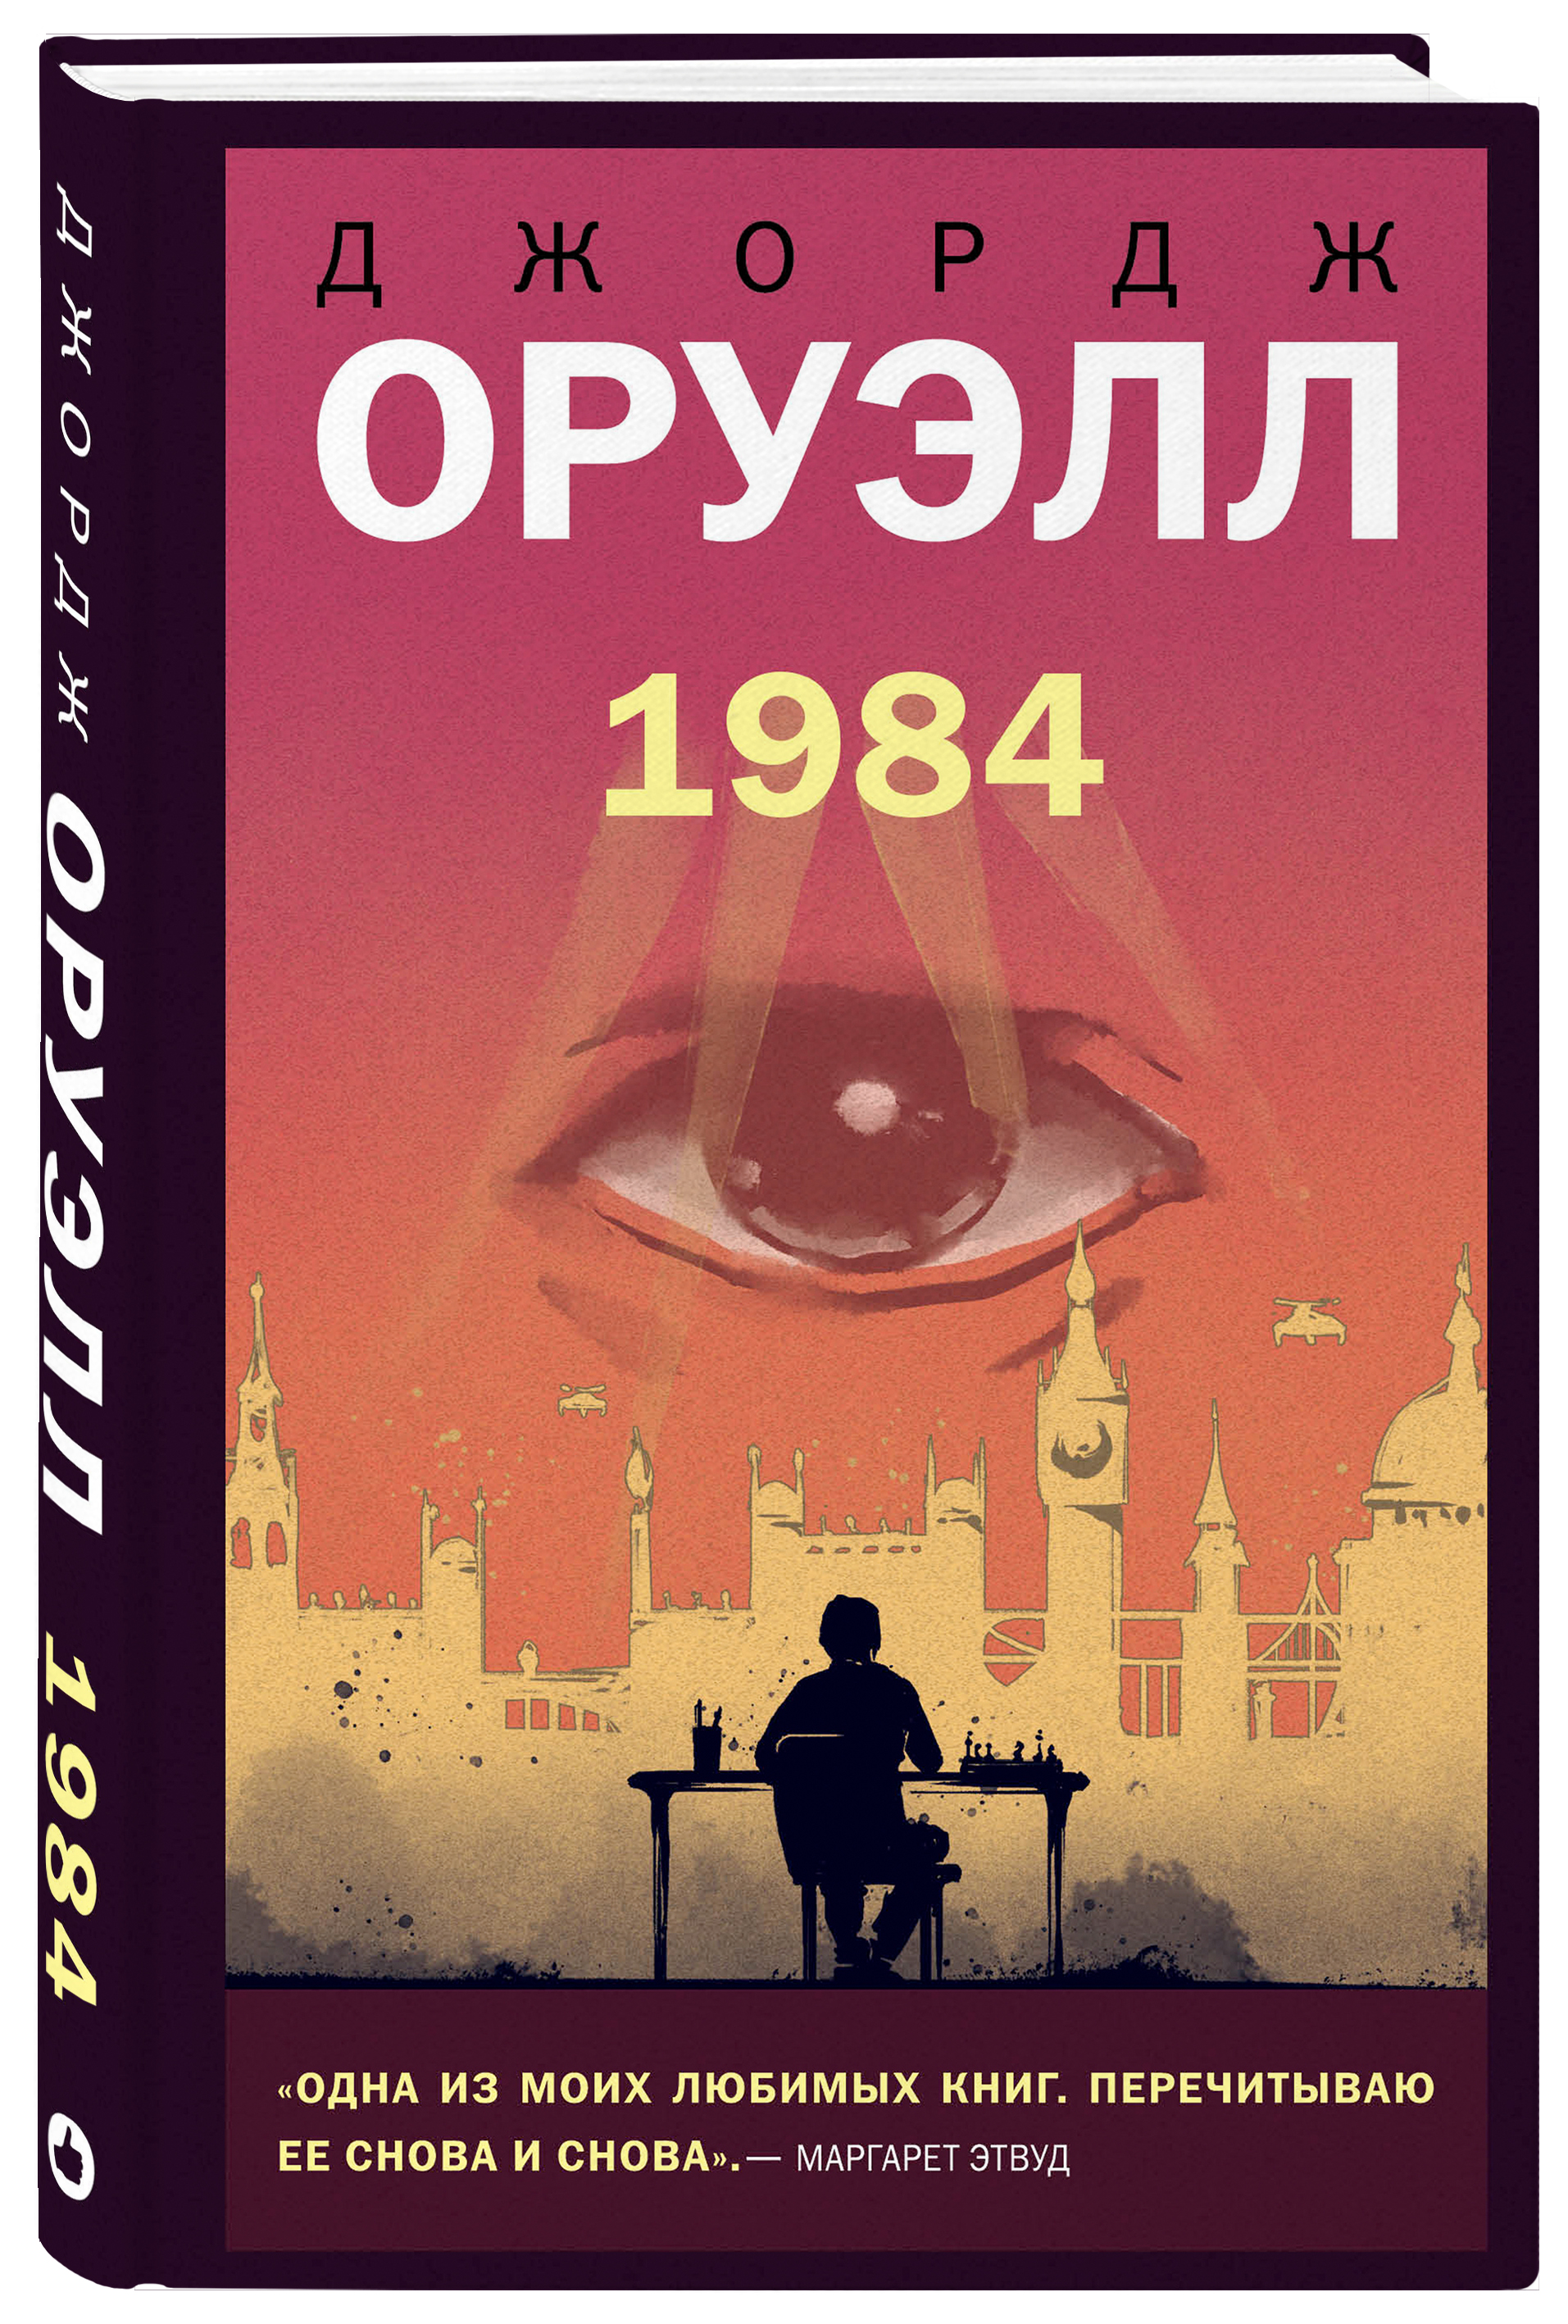 ДЖОРДЖ
ОРУЭЛЛ
1984
«ОДНА ИЗ МОИХ ЛЮБИМЫХ КНИГ. ПЕРЕЧИТЫВАЮ
ЕЕ СНОВА И СНОВА».— МАРГАРЕТ ЭТВУД
ДЖОРДЖ ОРУЭЛЛ 1984